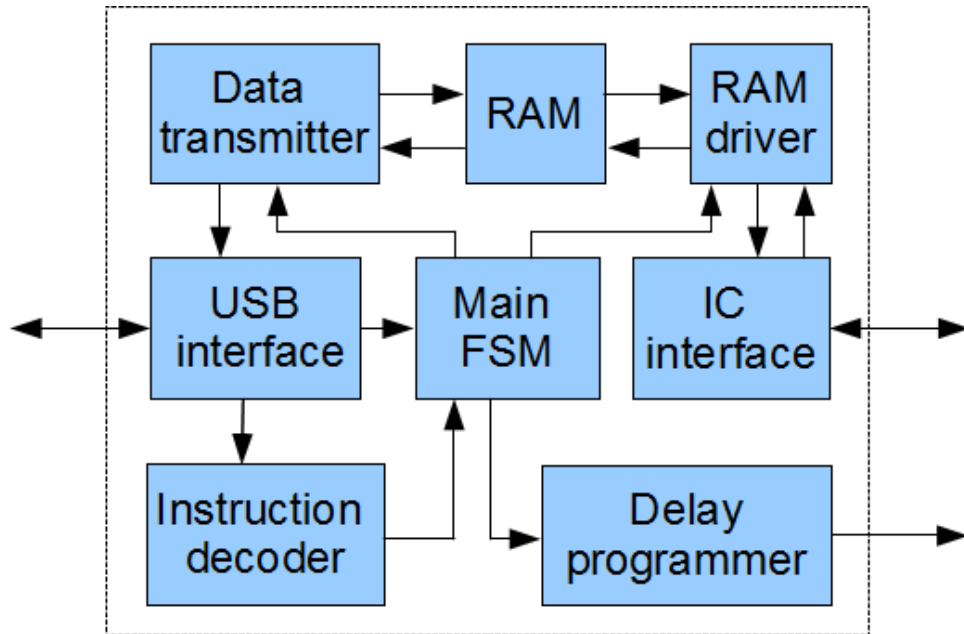 Data
transmitter
RAM
RAM
driver
USB
interface
Main
FSM
IC
interface
Instruction
decoder
Delay
programmer